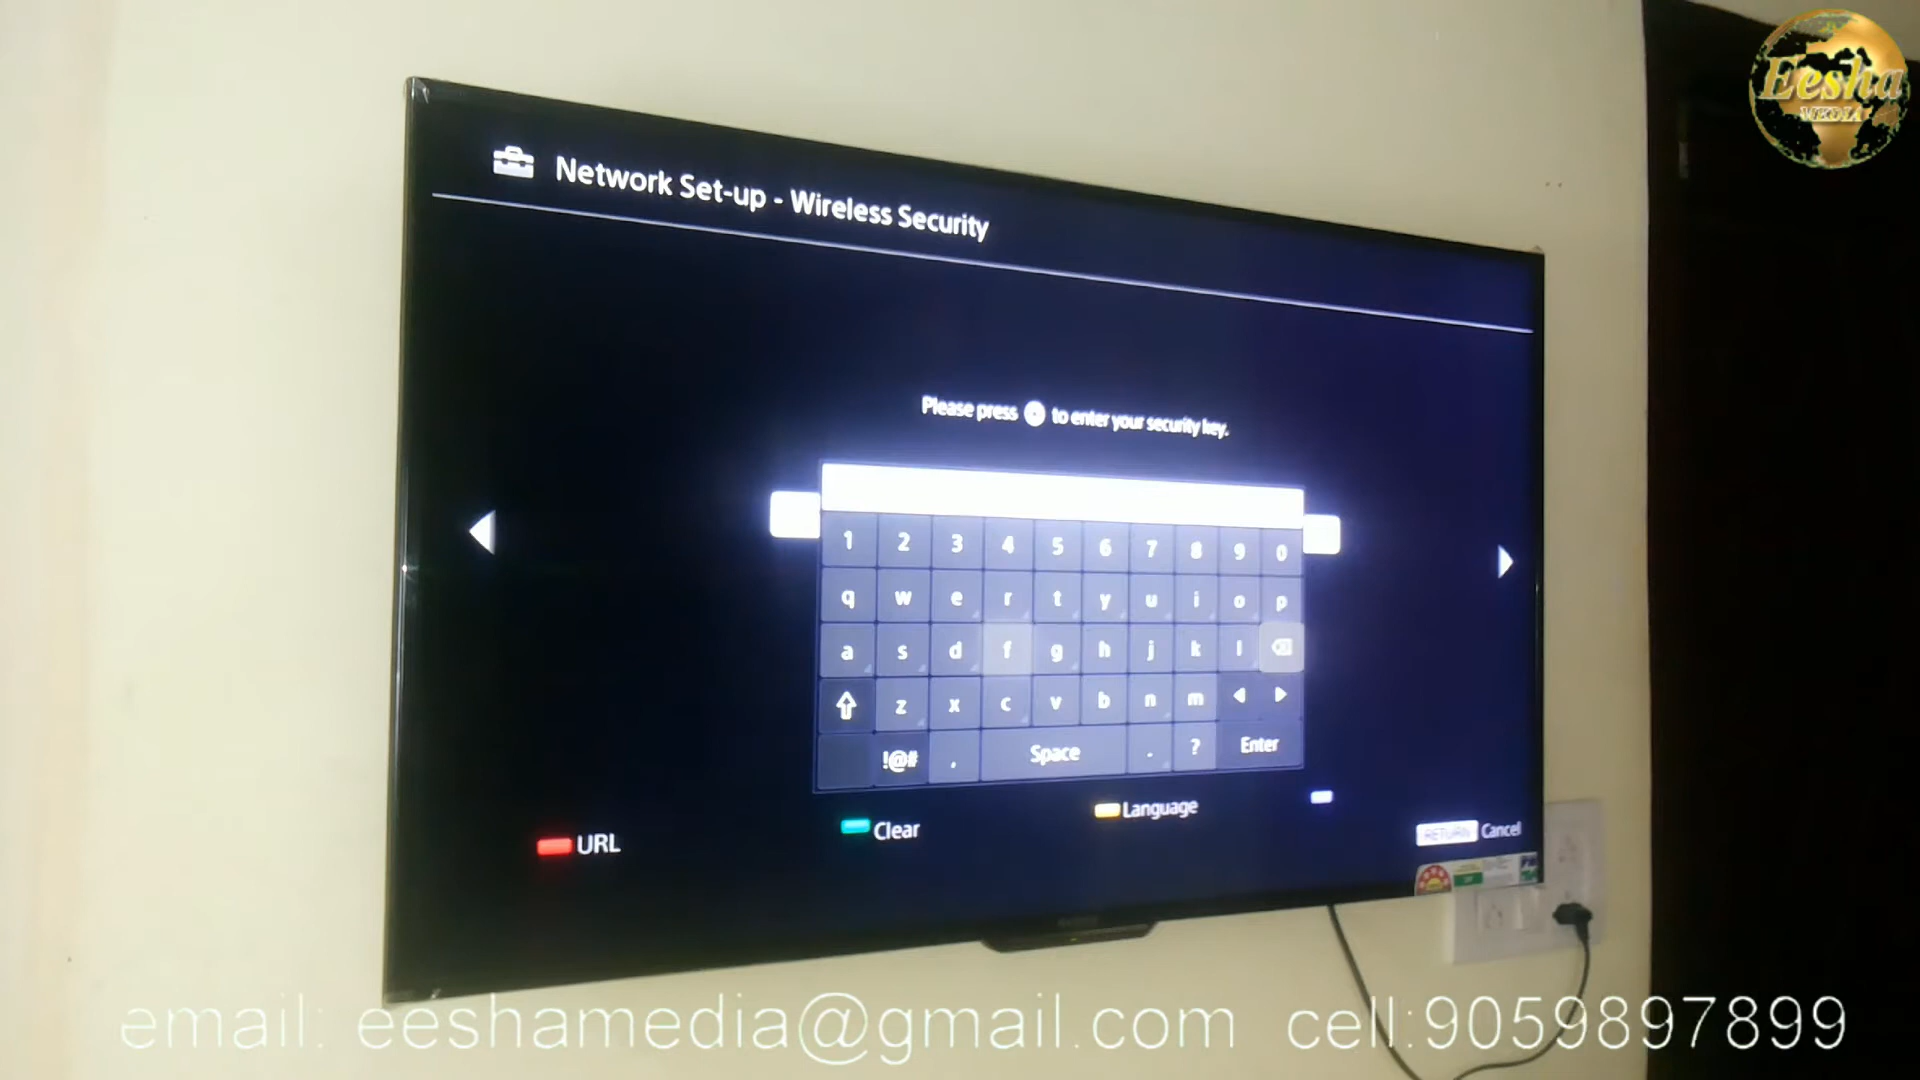 Eesha
MEDIA
Network Set-up - Wireless Security
Please press to enter your security key.
1 2 3 4 5 6 7 8 9 0
q w e r t y u i o p
a s d f g h j k l
z x c v b n m
!@# , Space . ? Enter
URL
Clear
Language
RETURN Cancel
email: eeshamedia@gmail.com cell:9059897899